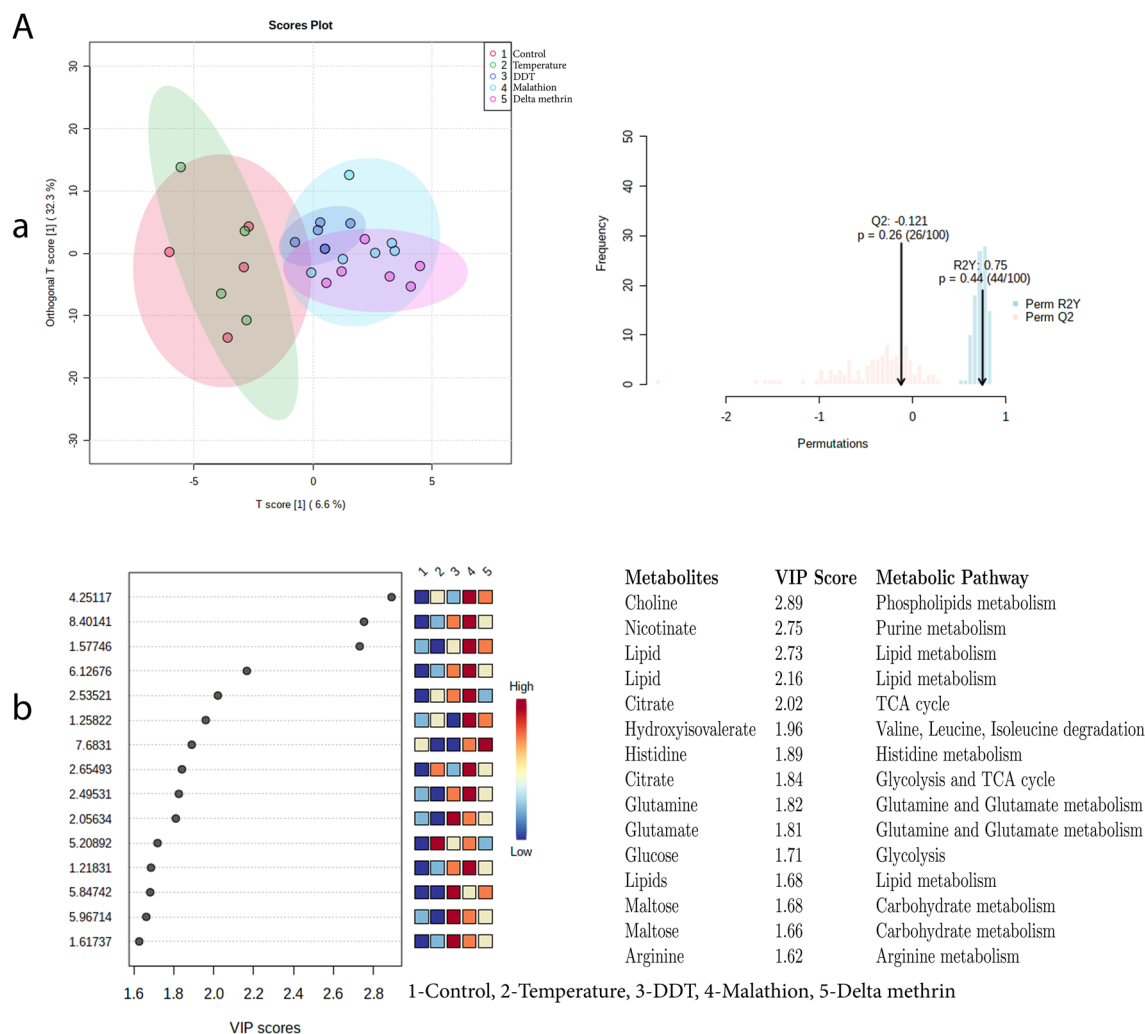 A
Scores Plot
1 Control
2 Temperature
3 DDT
4 Malathion
5 Delta methrin
a
Orthogonal T score [1] ( 32.3 %)
30
20
10
0
-10
-20
-30
-5 0 5
T score [1] ( 6.6 %)
Frequency
50
40
30
20
10
0
Q2: -0.121
p = 0.26 (26/100)
R2Y: 0.75
p = 0.44 (44/100)
Perm R2Y
Perm Q2
-2 -1 0 1
Permutations
b
1 2 3 4 5
4.25117
8.40141
1.57746
6.12676
2.53521
1.25822
7.6831
2.65493
2.49531
2.05634
5.20892
1.21831
5.84742
5.96714
1.61737
High
Low
1.6 1.8 2.0 2.2 2.4 2.6 2.8
VIP scores
Metabolites VIP Score Metabolic Pathway
Choline 2.89 Phospholipids metabolism
Nicotinate 2.75 Purine metabolism
Lipid 2.73 Lipid metabolism
Lipid 2.16 Lipid metabolism
Citrate 2.02 TCA cycle
Hydroxyisovalerate 1.96 Valine, Leucine, Isoleucine degradation
Histidine 1.89 Histidine metabolism
Citrate 1.84 Glycolysis and TCA cycle
Glutamine 1.82 Glutamine and Glutamate metabolism
Glutamate 1.81 Glutamine and Glutamate metabolism
Glucose 1.71 Glycolysis
Lipids 1.68 Lipid metabolism
Maltose 1.68 Carbohydrate metabolism
Maltose 1.66 Carbohydrate metabolism
Arginine 1.62 Arginine metabolism
1-Control, 2-Temperature, 3-DDT, 4-Malathion, 5-Delta methrin